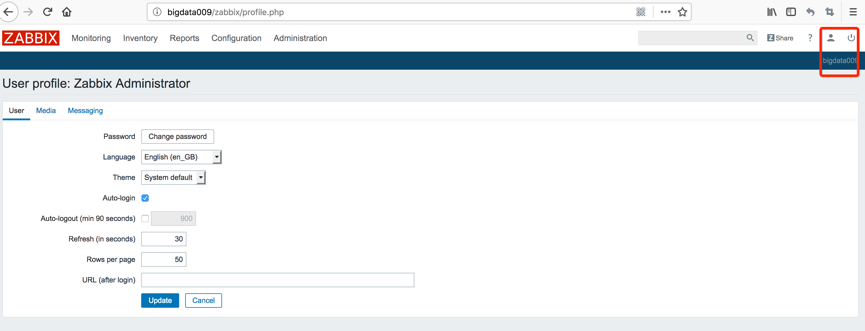 bigdata009/zabbix/profile.php
ZABBIX Monitoring Inventory Reports Configuration Administration Z Share ?
bigdata009
User profile: Zabbix Administrator
User Media Messaging
Password Change password
Language English (en_GB)
Theme System default
Auto-login
Auto-logout (min 90 seconds) 900
Refresh (in seconds) 30
Rows per page 50
URL (after login)
Update Cancel